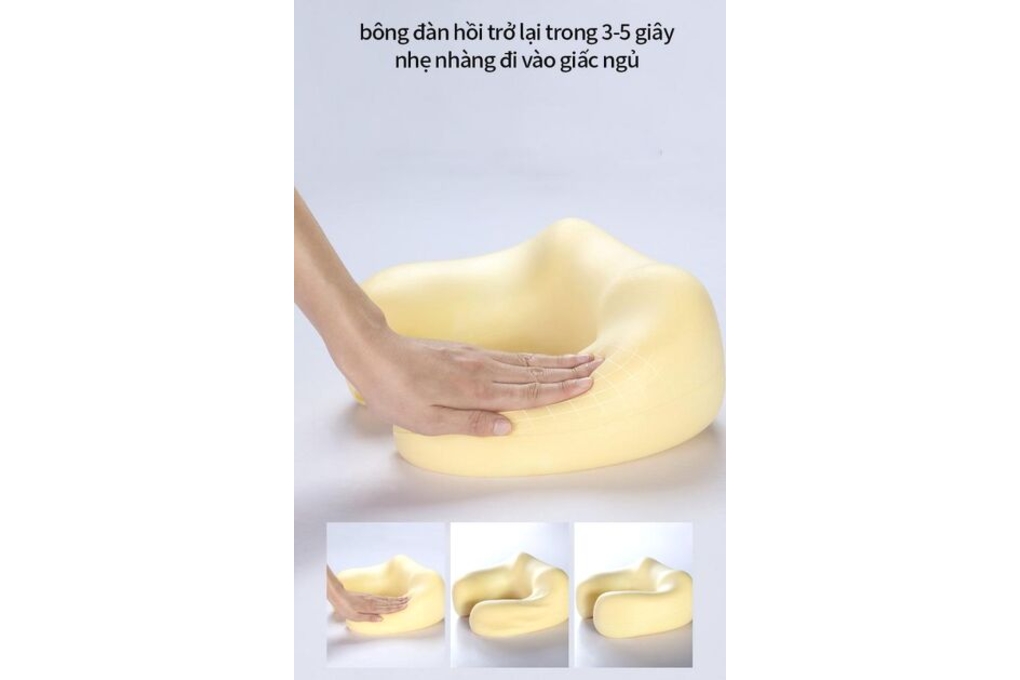 bông đàn hồi trở lại trong 3-5 giây
nhẹ nhàng đi vào giấc ngủ